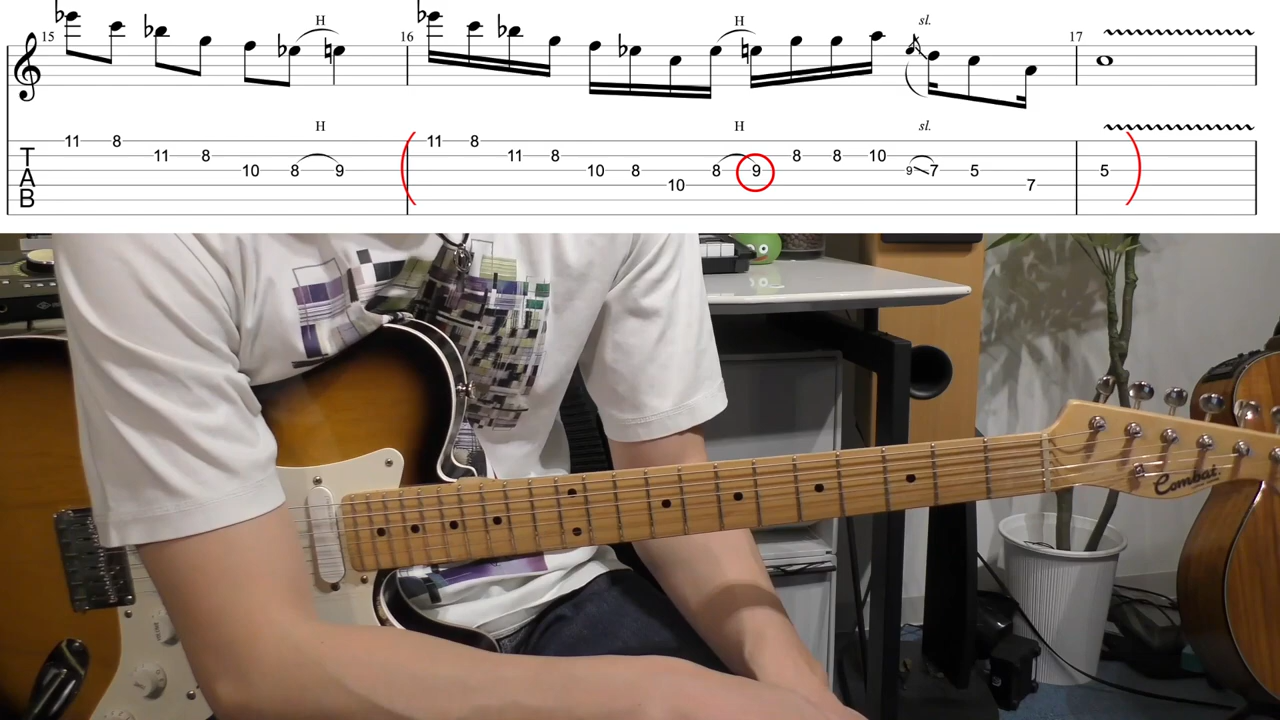 15 H 16 H sl. 17
H H sl.
T A B
11 8 11 8 10 8 9 11 8 11 8 10 8 10 8 9 8 8 10 9 7 5 7 5
Combat.